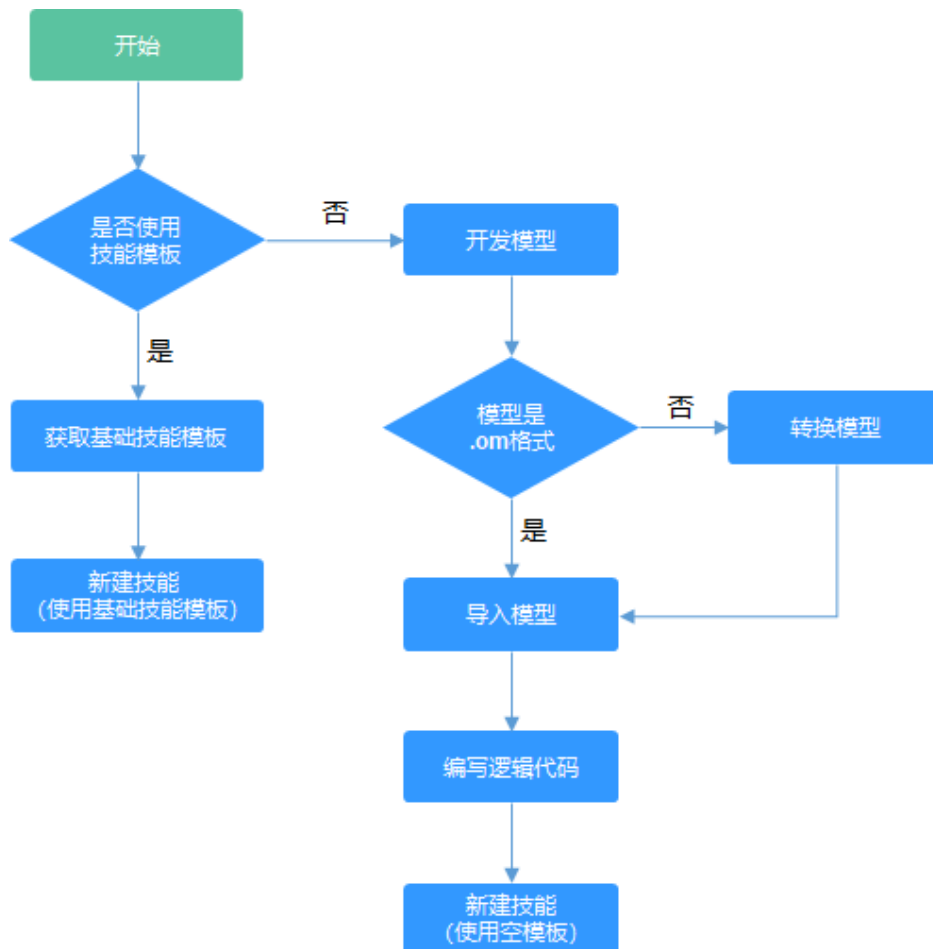 开始
是否使用
技能模板
否
开发模型
是
模型是
.om格式
否
转换模型
获取基础技能模板
是
新建技能
(使用基础技能模板)
导入模型
编写逻辑代码
新建技能
(使用空模板)